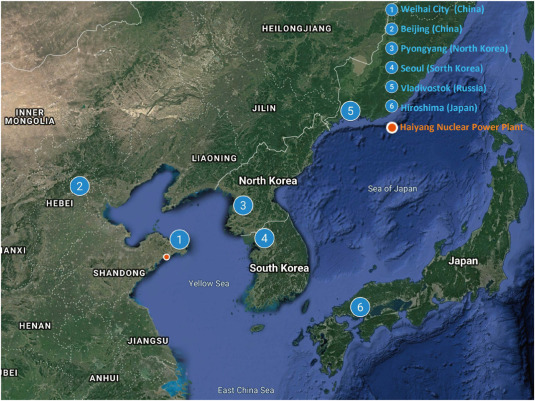 1 Weihai City (China)
HEILONGJIANG
2 Beijing (China)
3 Pyongyang (North Korea)
4 Seoul (Sorth Korea)
5 Vladivostok (Russia)
6 Hiroshima (Japan)
Haiyang Nuclear Power Plant
INNER
MONGOLIA
JILIN
5
LIAONING
North Korea
2
HEBEI
3
Sea of Japan
1
4
SHANXI
SHANDONG
South Korea
Japan
Yellow Sea
6
HENAN
JIANGSU
UBEI
ANHUI
East China Sea